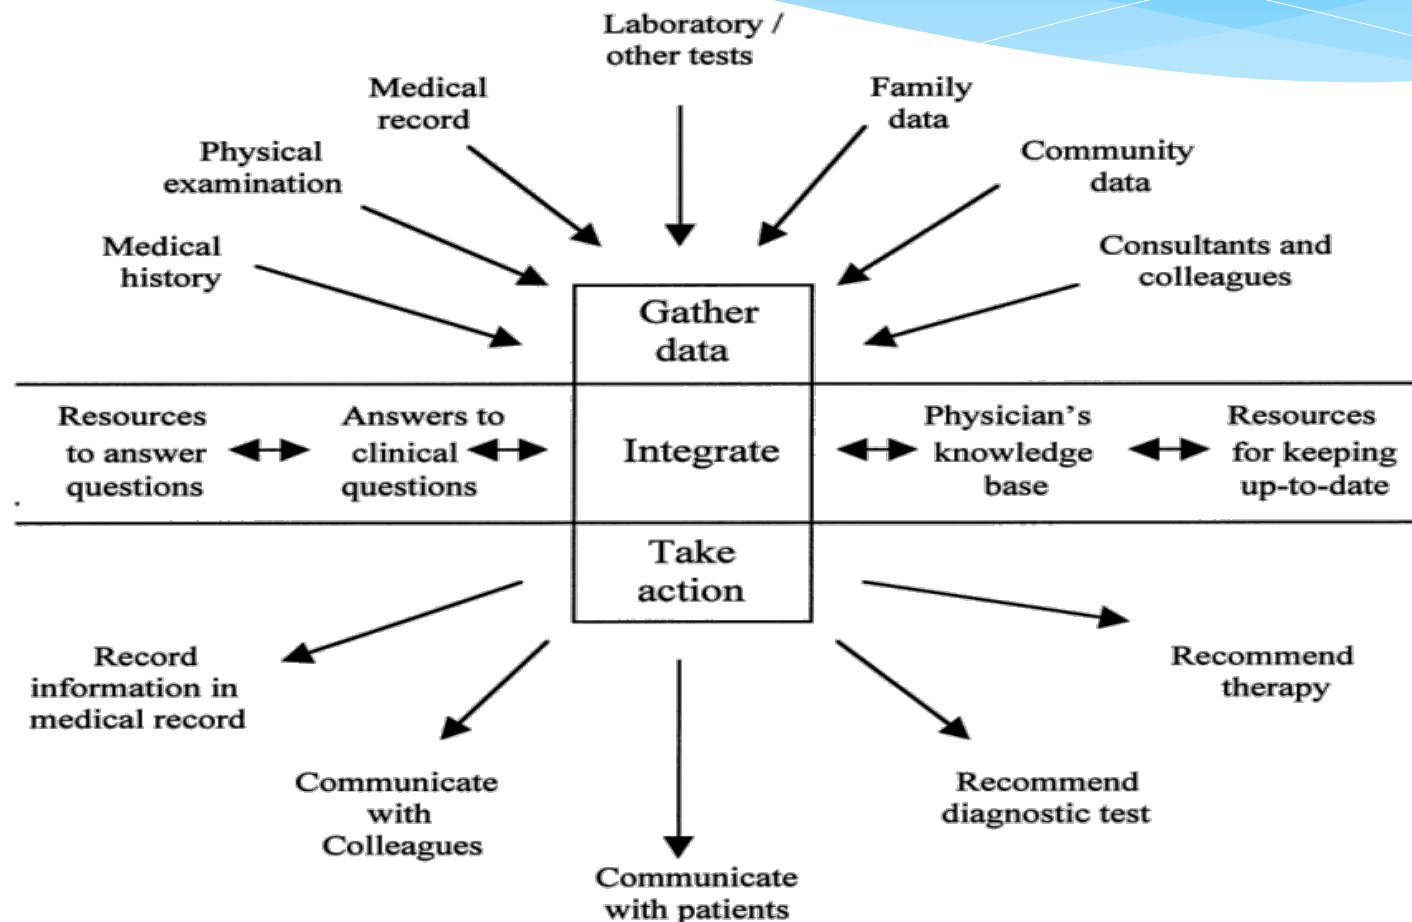 Laboratory /
other tests
Medical
record
Family
data
Physical
examination
Community
data
Medical
history
Consultants and
colleagues
Gather
data
Resources
to answer
questions
Answers to
clinical
questions
Integrate
Physician's
knowledge
base
Resources
for keeping
up-to-date
Take
action
Record
information in
medical record
Recommend
therapy
Communicate
with
Colleagues
Recommend
diagnostic test
Communicate
with patients